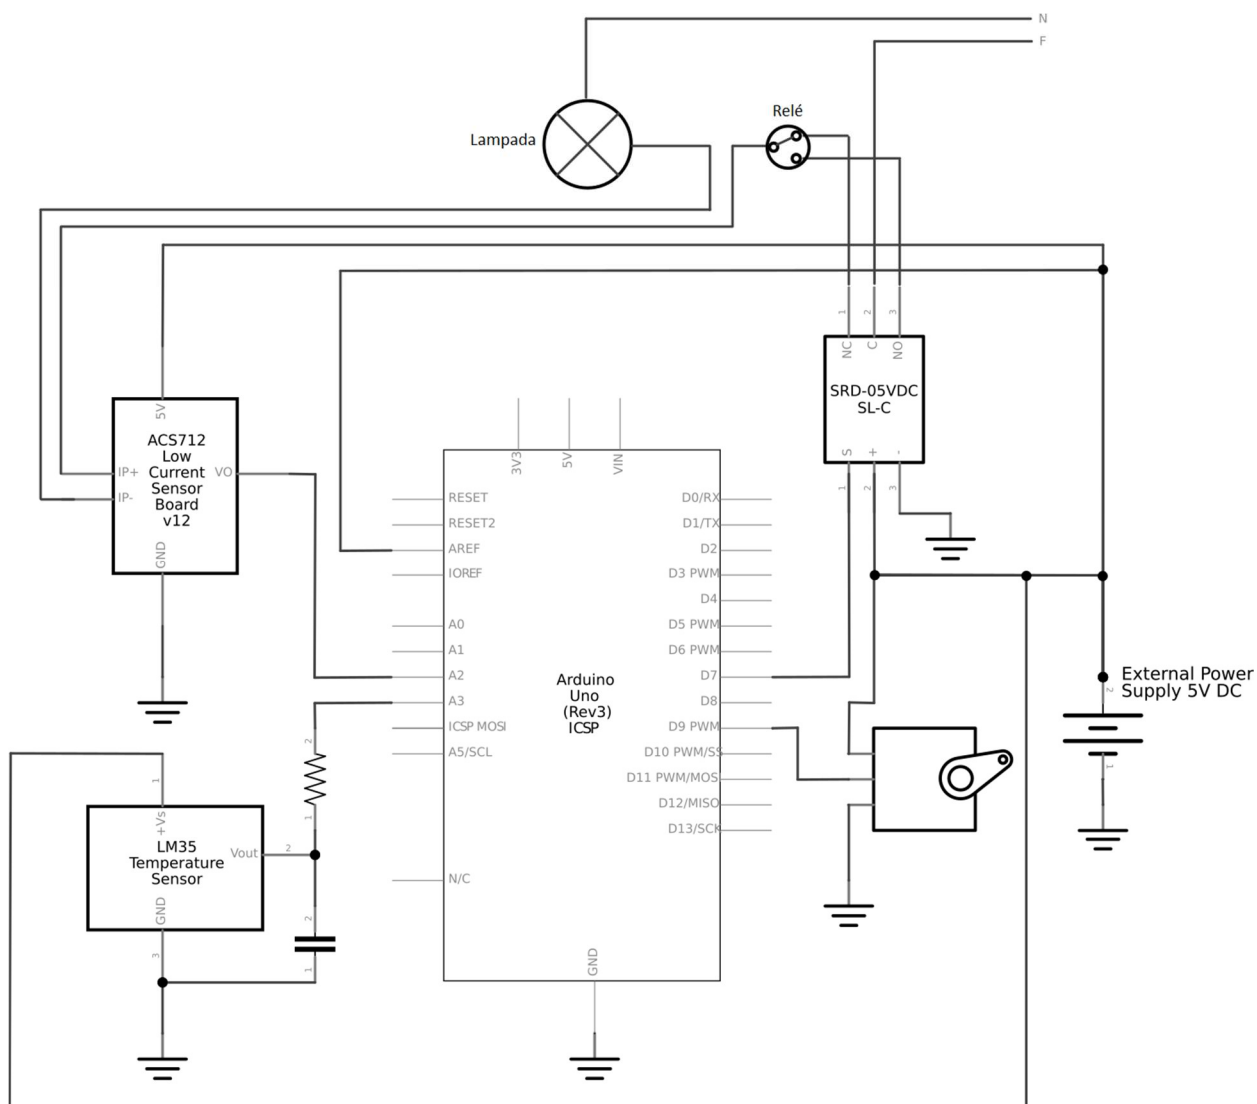 N
F
Relé
Lampada
1
2
3
NC
C
NO
SRD-05VDC
SL-C
S
+
-
1
2
3
5V
ACS712
Low
Current
Sensor
Board
v12
IP+
IP-
VO
GND
3V3
5V
VIN
RESET
RESET2
AREF
IOREF
A0
A1
A2
A3
ICSP MOSI
A5/SCL
N/C
D0/RX
D1/TX
D2
D3 PWM
D4
D5 PWM
D6 PWM
D7
D8
D9 PWM
D10 PWM/SS
D11 PWM/MOSI
D12/MISO
D13/SCK
Arduino
Uno
(Rev3)
ICSP
GND
External Power
Supply 5V DC
2
1
2
1
1
+Vs
LM35
Temperature
Sensor
Vout
2
GND
3
2
1